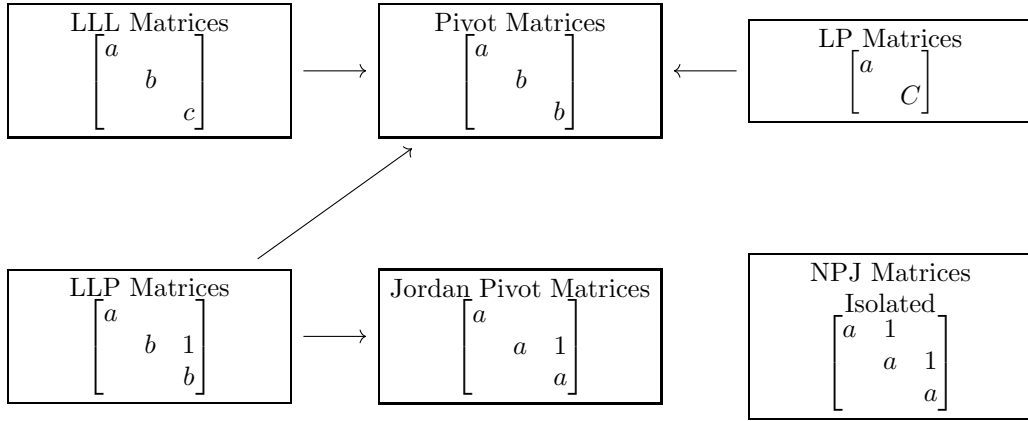 LLL Matrices
a
b
c
Pivot Matrices
a
b
b
LP Matrices
a
C
LLP Matrices
a
b 1
b
Jordan Pivot Matrices
a
a 1
a
NPJ Matrices
Isolated
a 1
a 1
a